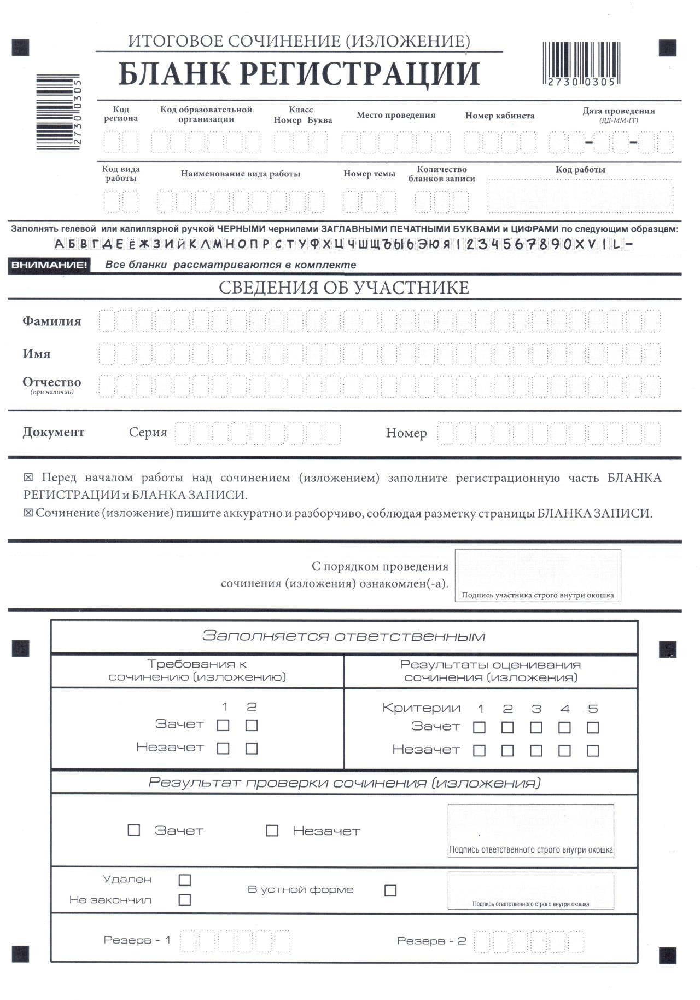 ИТОГОВОЕ СОЧИНЕНИЕ (ИЗЛОЖЕНИЕ)
БЛАНК РЕГИСТРАЦИИ
2730 0305
2730 0305
Код региона
Код образовательной организации
Класс
Номер Буква
Место проведения
Номер кабинета
Дата проведения
(ДД-ММ-ГГ)
Код вида работы
Наименование вида работы
Номер темы
Количество бланков записи
Код работы
Заполнять гелевой или капиллярной ручкой ЧЕРНЫМИ чернилами ЗАГЛАВНЫМИ ПЕЧАТНЫМИ БУКВАМИ и ЦИФРАМИ по следующим образцам:
А Б В Г Д Е Ё Ж З И Й К Л М Н О П Р С Т У Ф Х Ц Ч Ш Щ Ъ Ы Ь Э Ю Я 1 2 3 4 5 6 7 8 9 0 X V I L -
ВНИМАНИЕ! Все бланки рассматриваются в комплекте
СВЕДЕНИЯ ОБ УЧАСТНИКЕ
Фамилия
Имя
Отчество
(при наличии)
Документ Серия Номер
☒ Перед началом работы над сочинением (изложением) заполните регистрационную часть БЛАНКА
РЕГИСТРАЦИИ и БЛАНКА ЗАПИСИ.
☒ Сочинение (изложение) пишите аккуратно и разборчиво, соблюдая разметку страницы БЛАНКА ЗАПИСИ.
С порядком проведения
сочинения (изложения) ознакомлен(-а).
Подпись участника строго внутри окошка
Заполняется ответственным
Требования к
сочинению (изложению)
1 2
Зачет
Незачет
Результаты оценивания
сочинения (изложения)
Критерии 1 2 3 4 5
Зачет
Незачет
Результат проверки сочинения (изложения)
Зачет Незачет
Подпись ответственного строго внутри окошка
Удален
Не закончил
В устной форме
Подпись ответственного строго внутри окошка
Резерв - 1 Резерв - 2